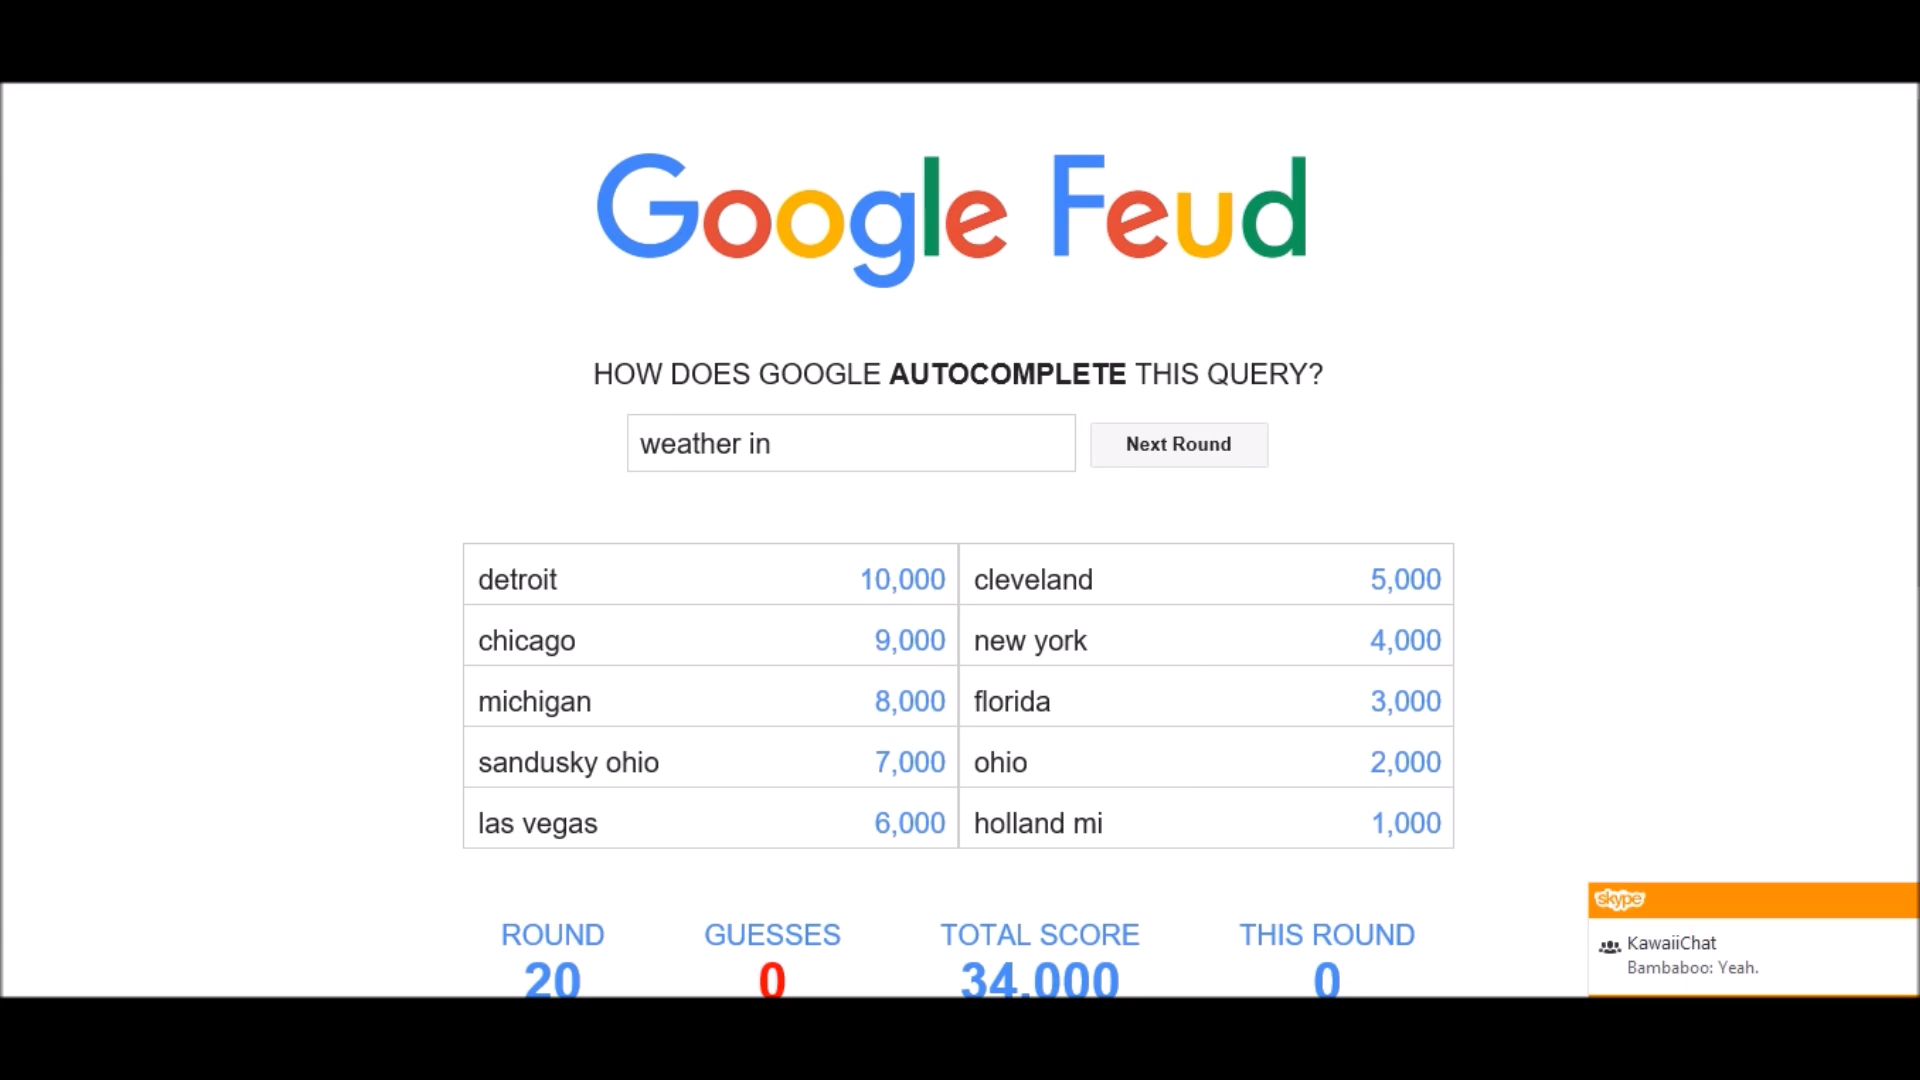 Google Feud
HOW DOES GOOGLE AUTOCOMPLETE THIS QUERY?
weather in
Next Round
detroit 10,000
chicago 9,000
michigan 8,000
sandusky ohio 7,000
las vegas 6,000
cleveland 5,000
new york 4,000
florida 3,000
ohio 2,000
holland mi 1,000
ROUND GUESSES TOTAL SCORE THIS ROUND
20 0 34,000 0
skype
KawaiiChat
Bambaboo: Yeah.